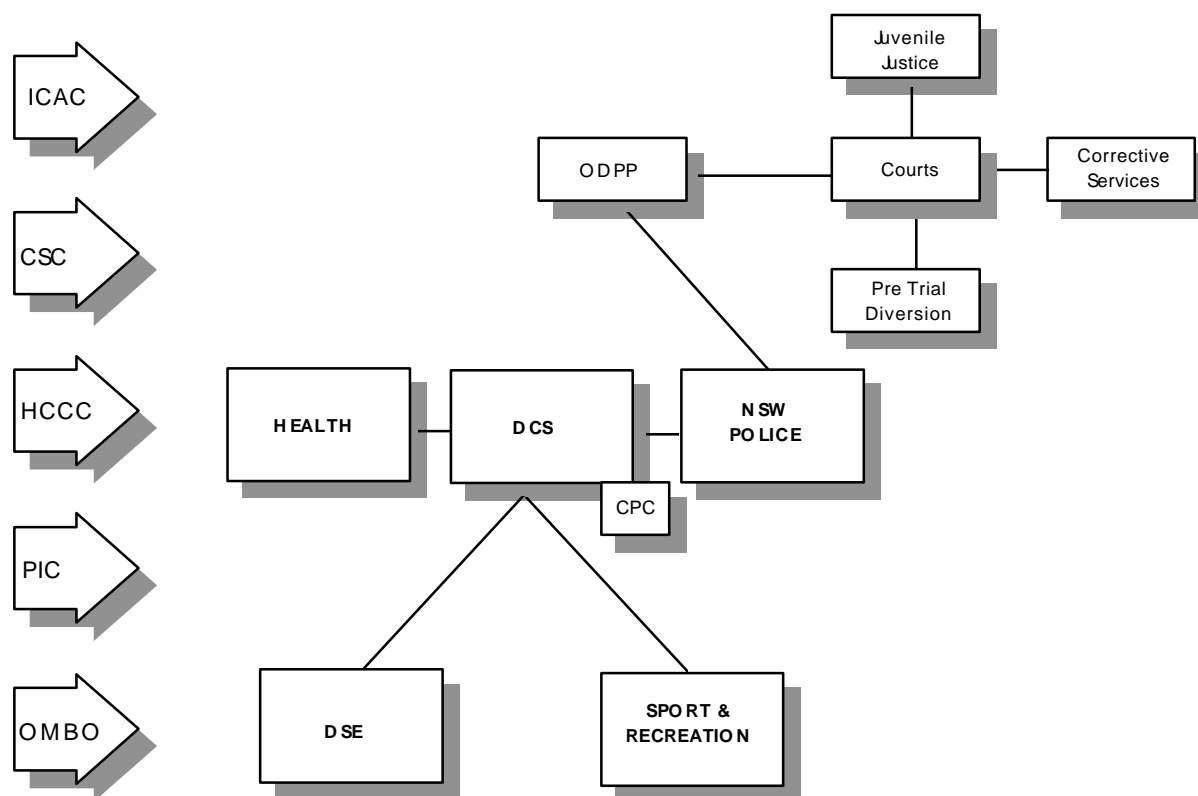 ICAC
CSC
HCCC
PIC
OMBO
Juvenile
Justice
ODPP
Courts
Corrective
Services
Pre Trial
Diversion
HEALTH
DCS
NSW
POLICE
CPC
DSE
SPORT &
RECREATION